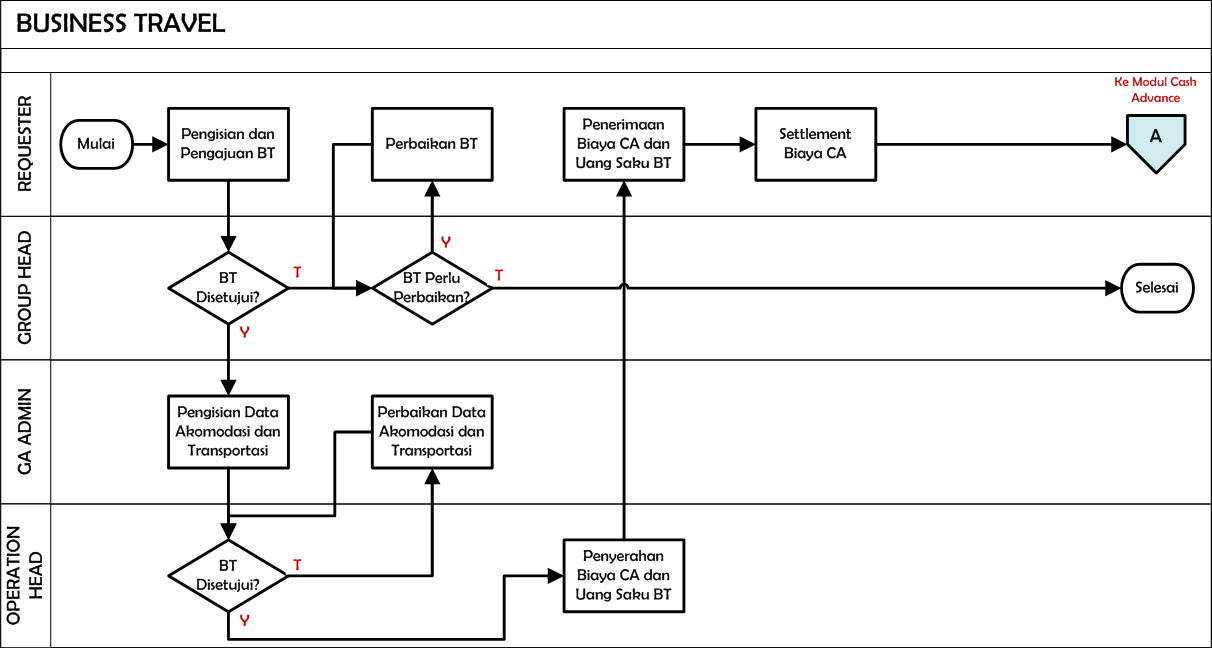 BUSINESS TRAVEL
REQUESTER
Mulai
Pengisian dan
Pengajuan BT
Perbaikan BT
Penerimaan
Biaya CA dan
Uang Saku BT
Settlement
Biaya CA
Ke Modul Cash
Advance
A
GROUP HEAD
BT
Disetujui?
T
Y
BT Perlu
Perbaikan?
Y
T
Selesai
GA ADMIN
Pengisian Data
Akomodasi dan
Transportasi
Perbaikan Data
Akomodasi dan
Transportasi
OPERATION
HEAD
BT
Disetujui?
T
Y
Penyerahan
Biaya CA dan
Uang Saku BT